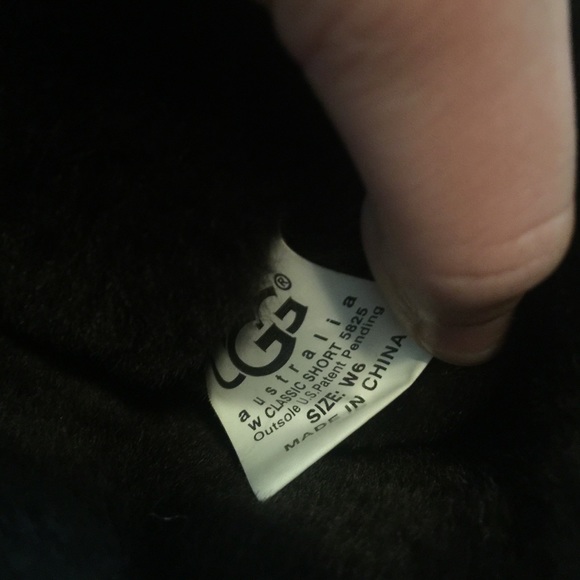 UGG®
australia
W CLASSIC SHORT 5825
Outsole U.S.Patent Pending
SIZE: W6
MADE IN CHINA